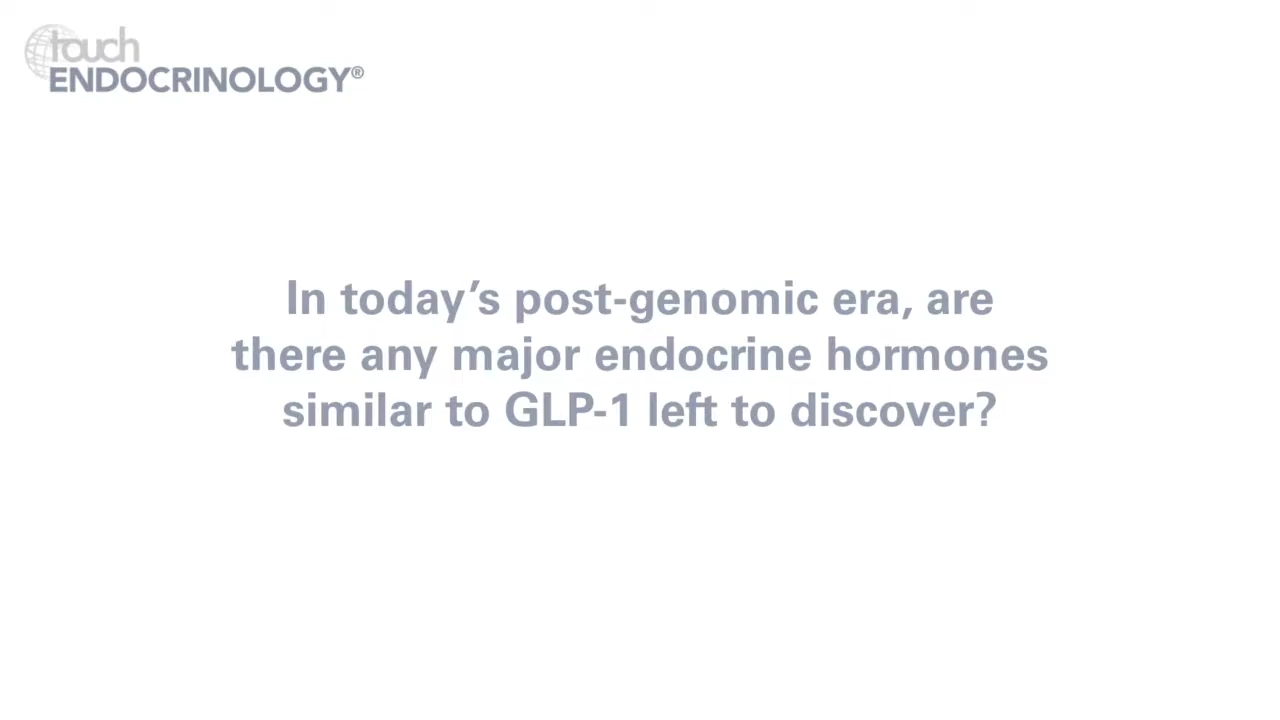 touch
ENDOCRINOLOGY®
In today’s post-genomic era, are
there any major endocrine hormones
similar to GLP-1 left to discover?